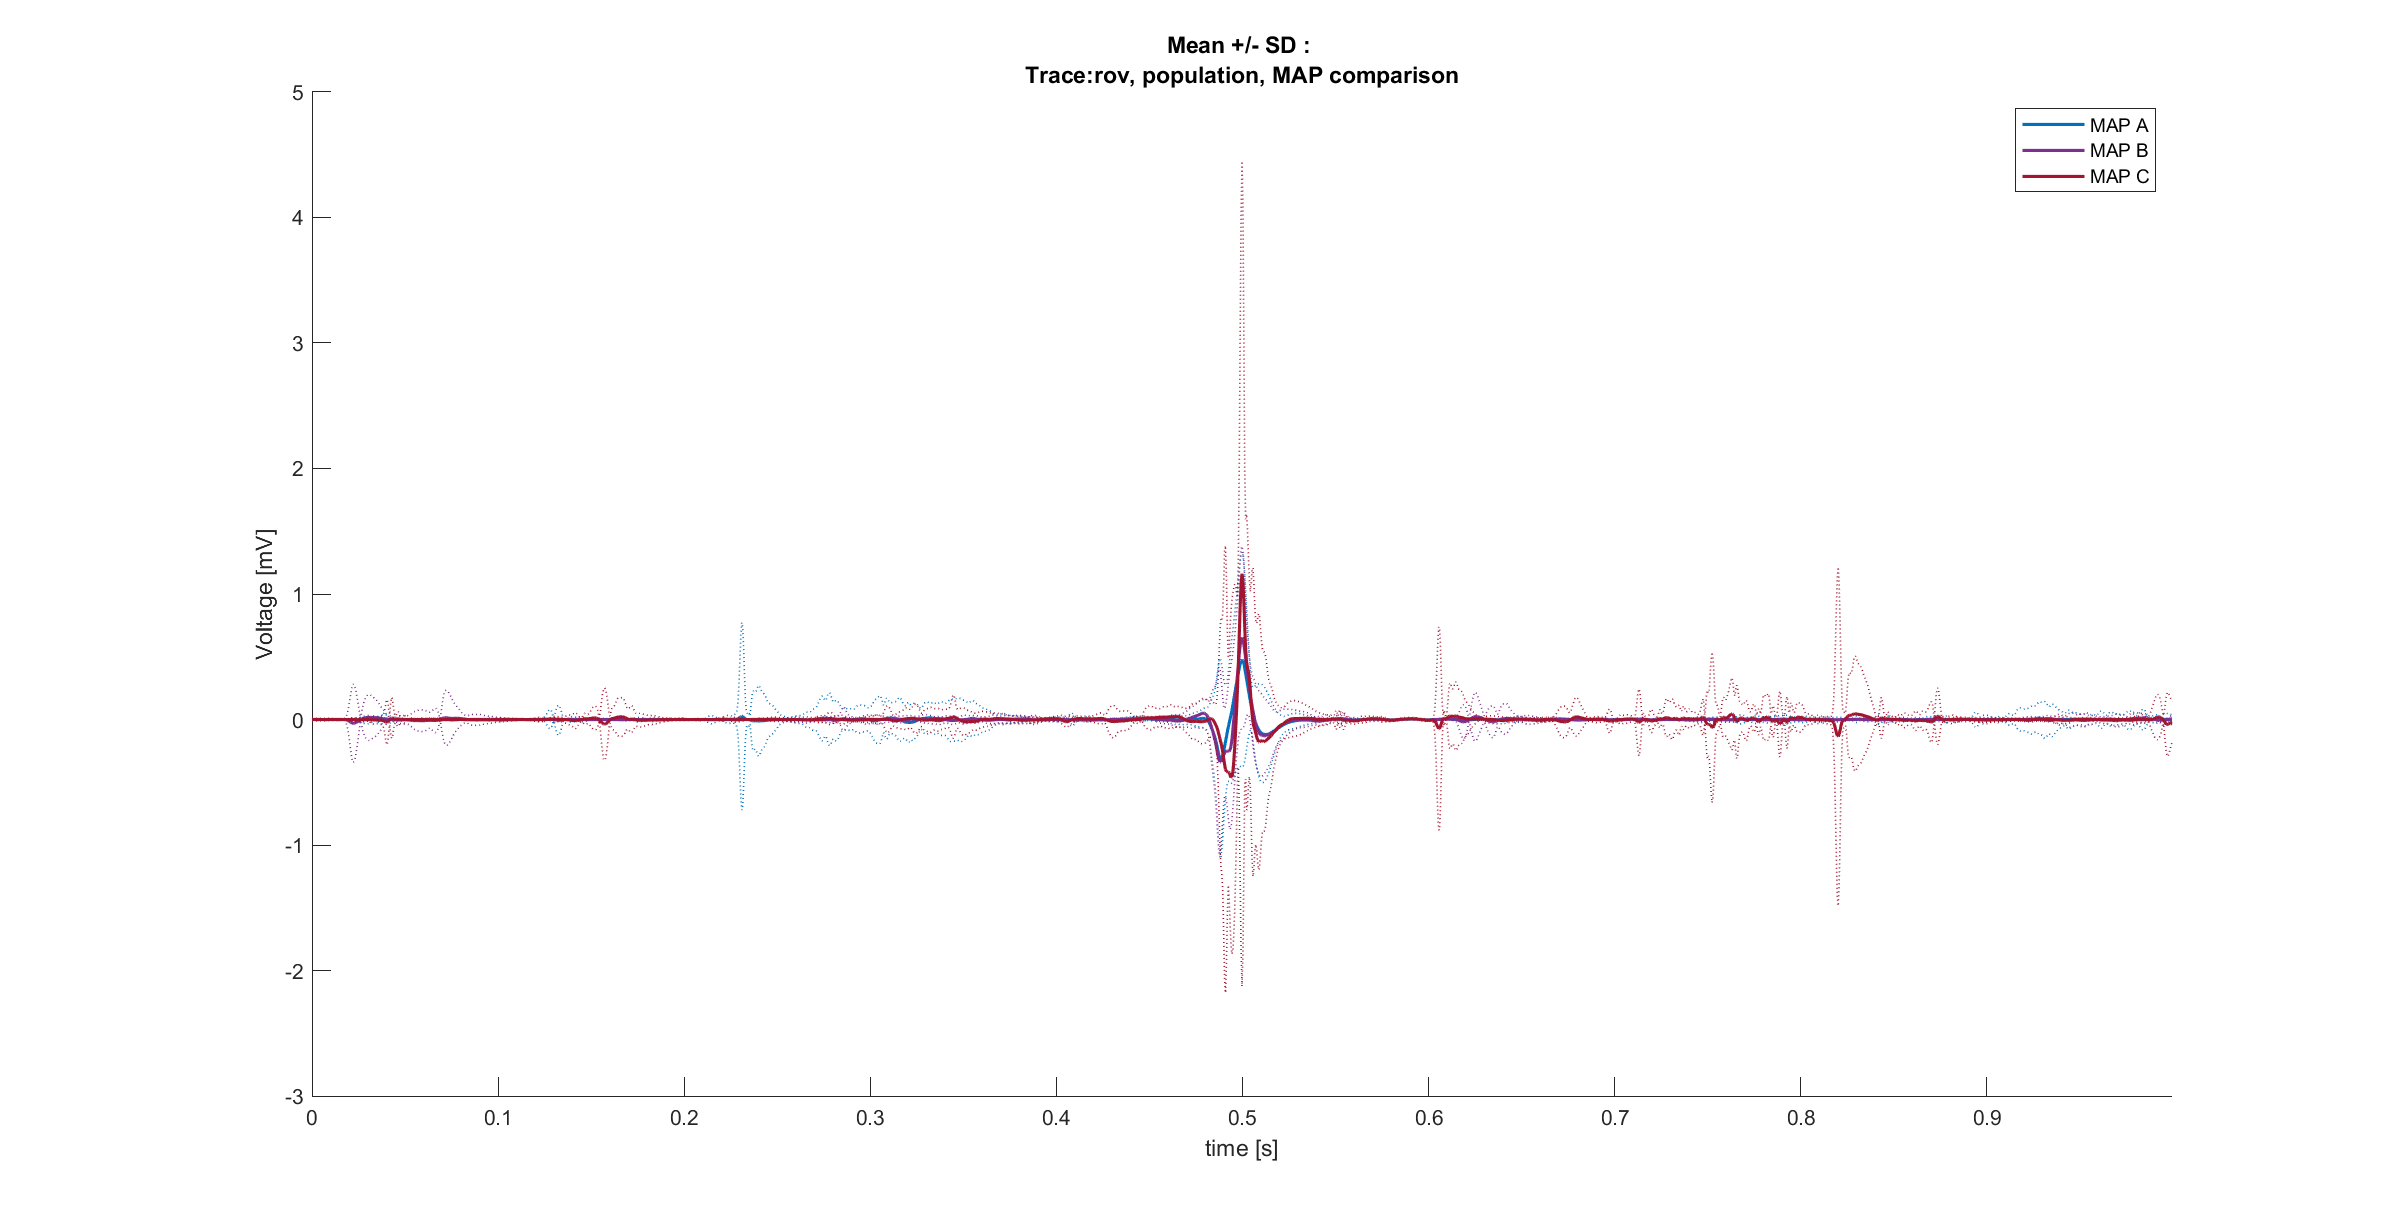 Mean +/- SD :
Trace:rov, population, MAP comparison
MAP A
MAP B
MAP C
Voltage [mV]
5
4
3
2
1
0
-1
-2
-3
0 0.1 0.2 0.3 0.4 0.5 0.6 0.7 0.8 0.9
time [s]